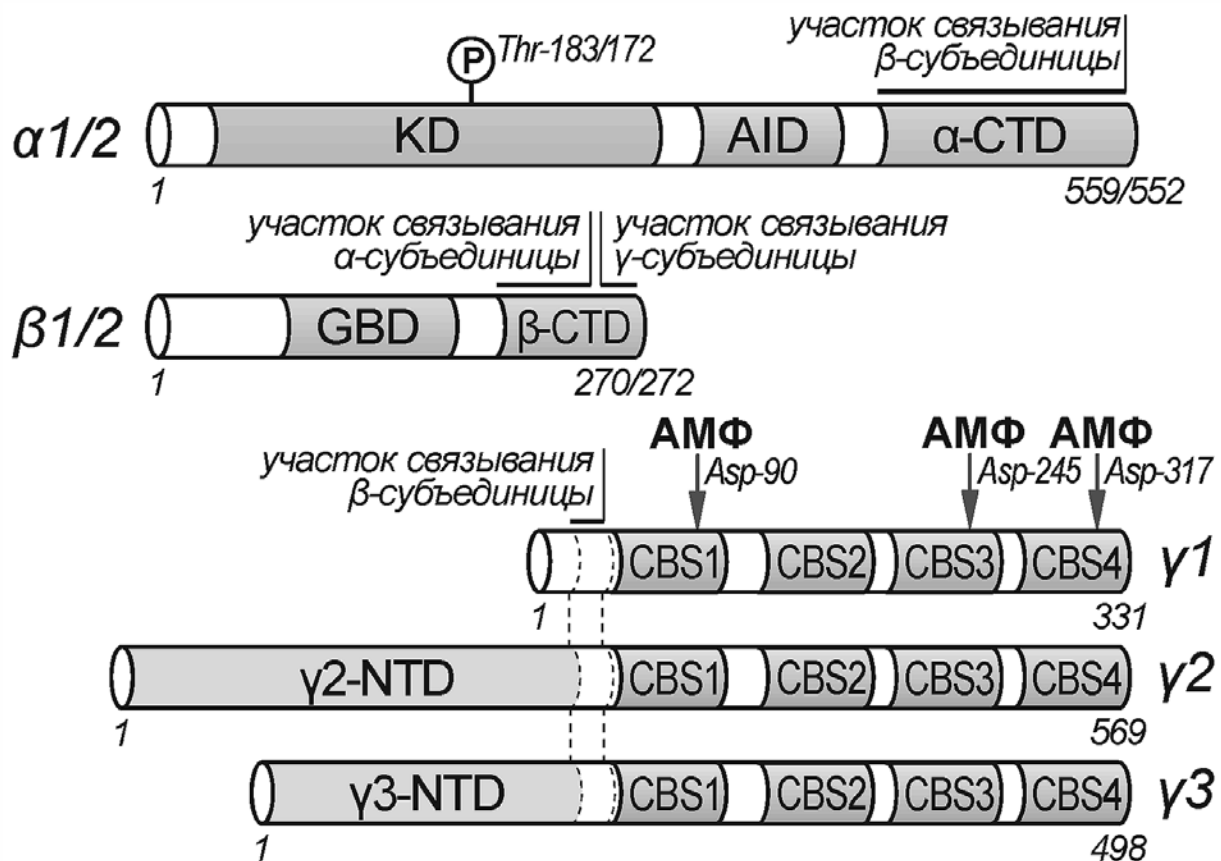 участок связывания
β-субъединицы
P Thr-183/172
α1/2 KD AID α-CTD
1 559/552
участок связывания участок связывания
α-субъединицы γ-субъединицы
β1/2 GBD β-CTD
1 270/272
АМФ АМФ АМФ
участок связывания Asp-90 Asp-245 Asp-317
β-субъединицы
CBS1 CBS2 CBS3 CBS4 γ1
1 331
γ2-NTD CBS1 CBS2 CBS3 CBS4 γ2
1 569
γ3-NTD CBS1 CBS2 CBS3 CBS4 γ3
1 498